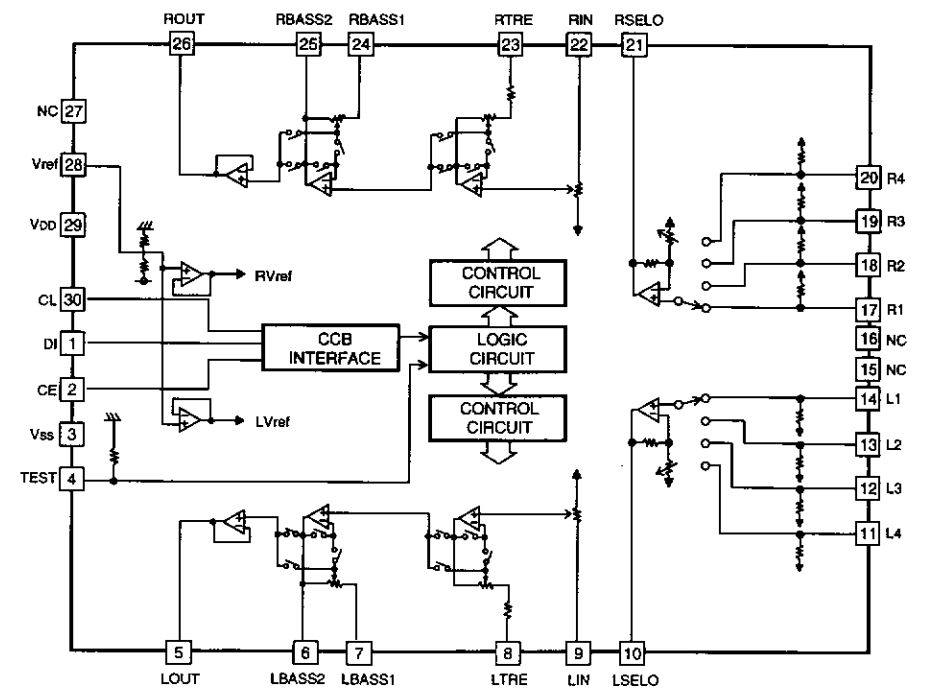 ROUT RBASS2 RBASS1 RTRE RIN RSELO
26 25 24 23 22 21
NC 27
Vref 28
VDD 29
CL 30
DI 1
CE 2
VSS 3
TEST 4
RVref
LVref
CCB
INTERFACE
CONTROL
CIRCUIT
LOGIC
CIRCUIT
CONTROL
CIRCUIT
20 R4
19 R3
18 R2
17 R1
16 NC
15 NC
14 L1
13 L2
12 L3
11 L4
5 6 7 8 9 10
LOUT LBASS2 LBASS1 LTRE LIN LSELO